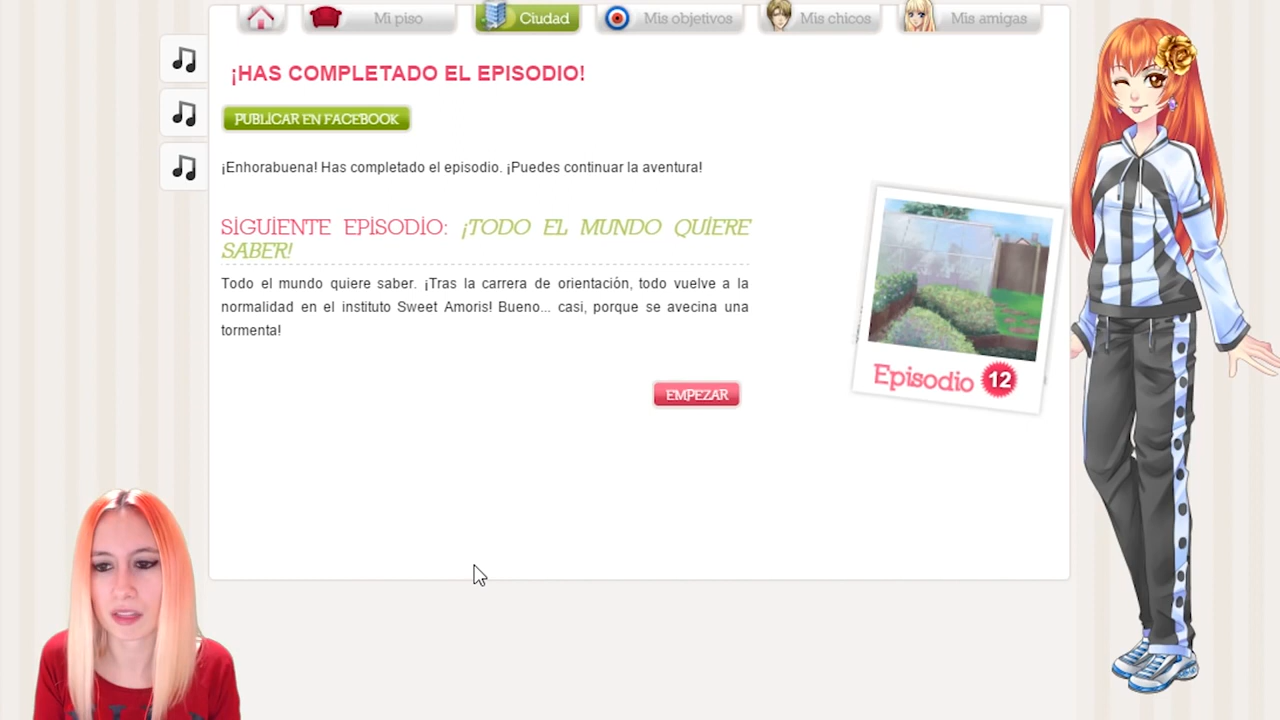 Mi piso
Ciudad
Mis objetivos
Mis chicos
Mis amigas
¡HAS COMPLETADO EL EPISODIO!
PUBLICAR EN FACEBOOK
¡Enhorabuena! Has completado el episodio. ¡Puedes continuar la aventura!
SIGUIENTE EPISODIO: ¡TODO EL MUNDO QUIERE
SABER!
Todo el mundo quiere saber. ¡Tras la carrera de orientación, todo vuelve a la
normalidad en el instituto Sweet Amoris! Bueno... casi, porque se avecina una
tormenta!
EMPEZAR
Episodio 12